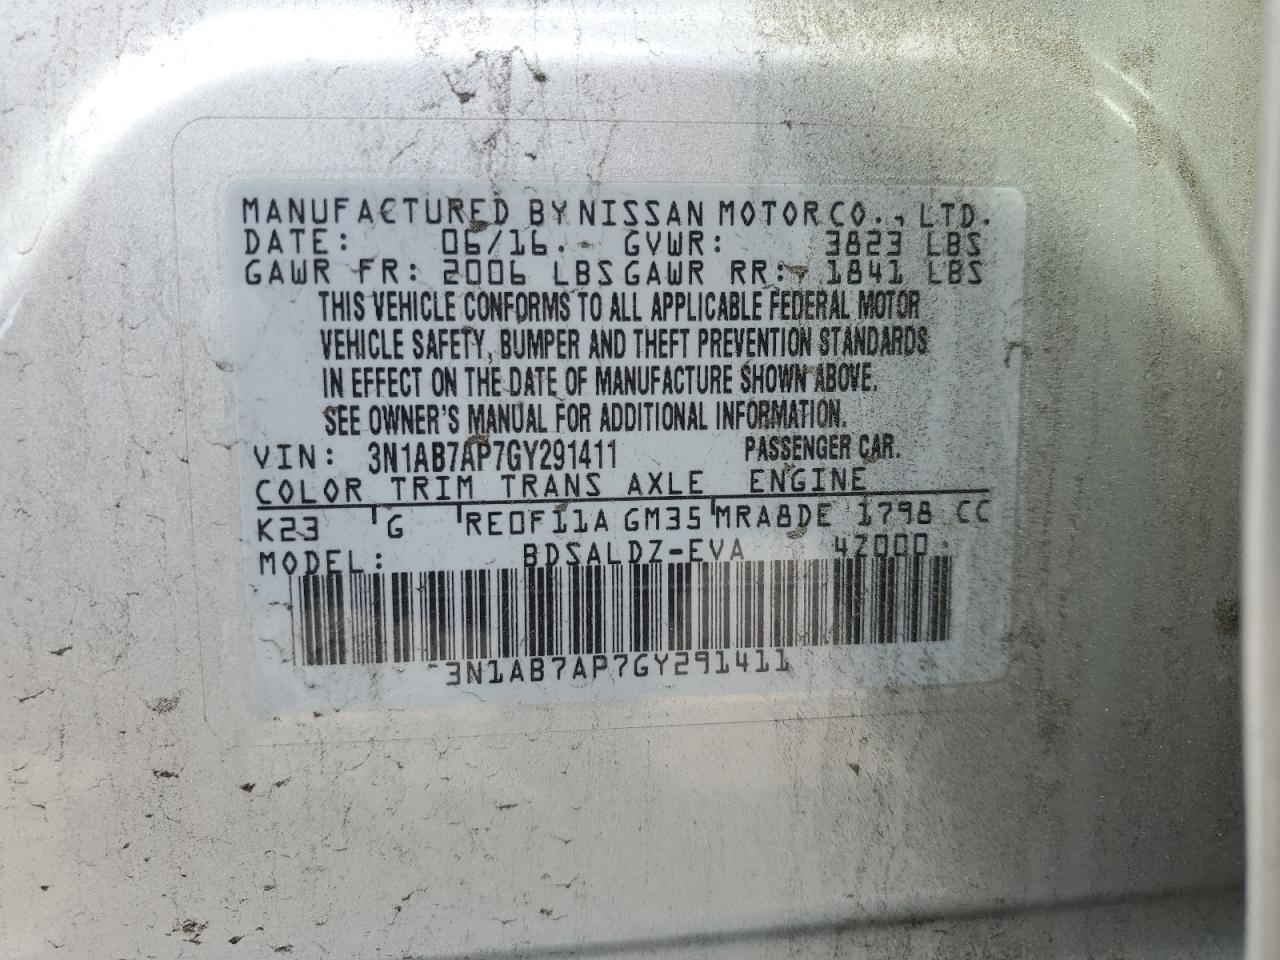 MANUFACTURED BY NISSAN MOTOR CO., LTD.
DATE: 06/16 GVWR: 3823 LBS
GAWR FR: 2006 LBS GAWR RR: 1841 LBS
THIS VEHICLE CONFORMS TO ALL APPLICABLE FEDERAL MOTOR
VEHICLE SAFETY, BUMPER AND THEFT PREVENTION STANDARDS
IN EFFECT ON THE DATE OF MANUFACTURE SHOWN ABOVE.
SEE OWNER'S MANUAL FOR ADDITIONAL INFORMATION.
VIN: 3N1AB7AP7GY291411 PASSENGER CAR.
COLOR TRIM TRANS AXLE ENGINE
K23 G RE0F11A GM35 MRA8DE 1798 CC
MODEL: BDSALDZ-EVA 42000
3N1AB7AP7GY291411